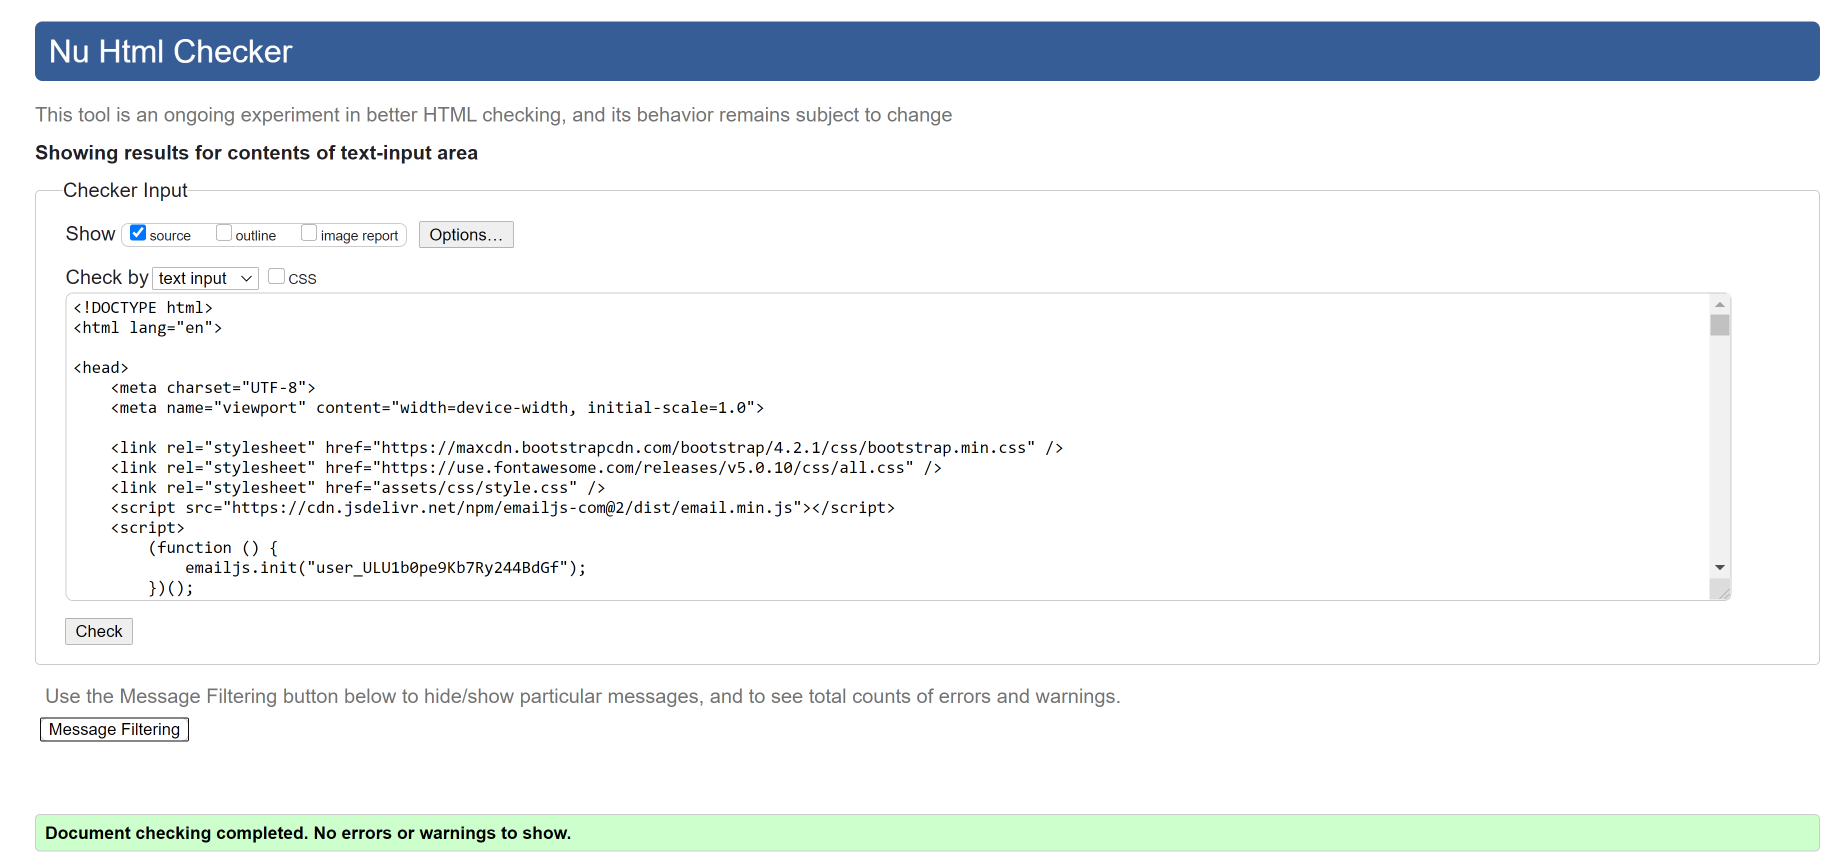 Nu Html Checker
This tool is an ongoing experiment in better HTML checking, and its behavior remains subject to change
Showing results for contents of text-input area
Checker Input
Show source outline image report Options...
Check by text input CSS
<!DOCTYPE html>
<html lang="en">
<head>
    <meta charset="UTF-8">
    <meta name="viewport" content="width=device-width, initial-scale=1.0">
    <link rel="stylesheet" href="https://maxcdn.bootstrapcdn.com/bootstrap/4.2.1/css/bootstrap.min.css" />
    <link rel="stylesheet" href="https://use.fontawesome.com/releases/v5.0.10/css/all.css" />
    <link rel="stylesheet" href="assets/css/style.css" />
    <script src="https://cdn.jsdelivr.net/npm/emailjs-com@2/dist/email.min.js"></script>
    <script>
        (function () {
            emailjs.init("user_ULU1b0pe9Kb7Ry244BdGf");
        })();
Check
Use the Message Filtering button below to hide/show particular messages, and to see total counts of errors and warnings.
Message Filtering
Document checking completed. No errors or warnings to show.